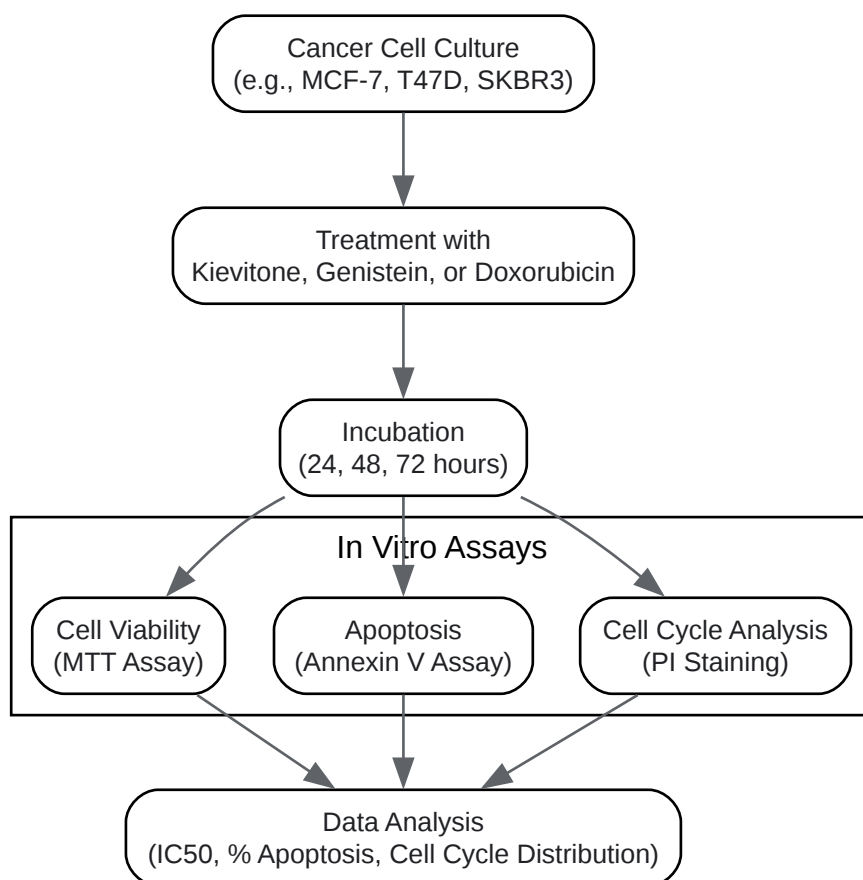 Cancer Cell Culture
(e.g., MCF-7, T47D, SKBR3)
Treatment with
Kievitone, Genistein, or Doxorubicin
Incubation
(24, 48, 72 hours)
In Vitro Assays
Cell Viability
(MTT Assay)
Apoptosis
(Annexin V Assay)
Cell Cycle Analysis
(PI Staining)
Data Analysis
(IC50, % Apoptosis, Cell Cycle Distribution)